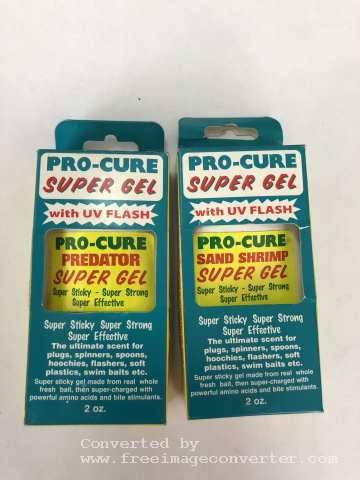 PRO-CURE
SUPER GEL
with UV FLASH
PRO-CURE
PREDATOR
SUPER GEL
Super Sticky - Super Strong
Super Effective
Super Sticky Super Strong
Super Effective
The ultimate scent for
plugs, spinners, spoons,
hoochies, flashers, soft
plastics, swim baits etc.
Super sticky gel made from real whole
fresh bait, then super-charged with
powerful amino acids and bite stimulants.
2 oz.
PRO-CURE
SUPER GEL
with UV FLASH
PRO-CURE®
SAND SHRIMP
SUPER GEL
Super Sticky - Super Strong
Super Effective
Super Sticky Super Strong
Super Effective
The ultimate scent for
plugs, spinners, spoons,
hoochies, flashers, soft
plastics, swim baits etc.
Super sticky gel made from real whole
fresh bait, then super-charged with
powerful amino acids and bite stimulants.
2 oz.
Converted by
www.freeimageconverter.com